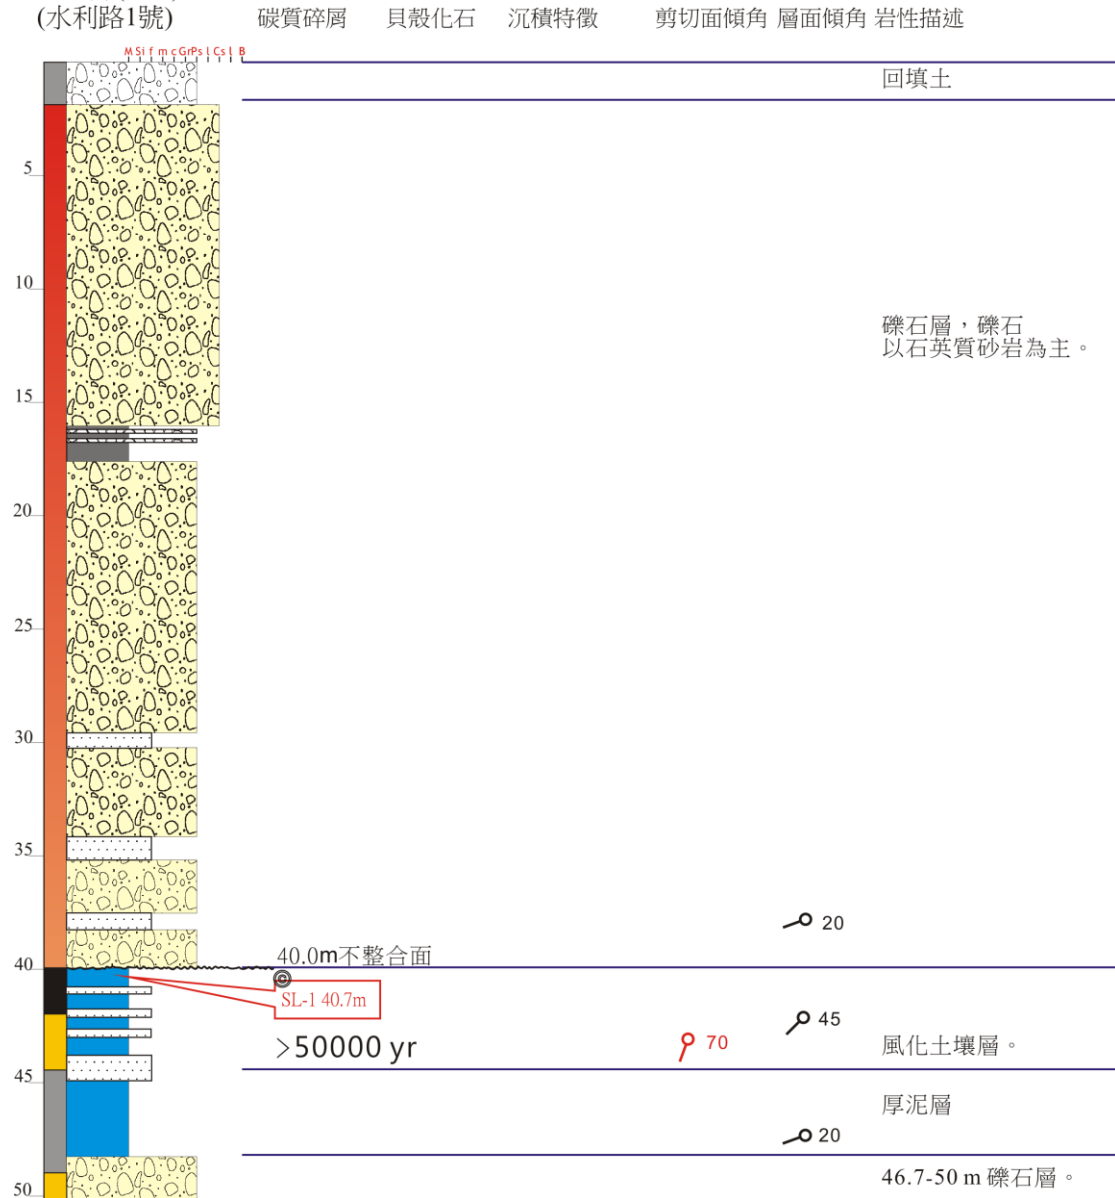 (水利路1號)
碳質碎屑 貝殼化石 沉積特徵 剪切面傾角 層面傾角 岩性描述
M Si f m c Gr Ps l Cs l B
回填土
5
10
礫石層，礫石
以石英質砂岩為主。
15
20
25
30
35
20
40.0m不整合面
40
SL-1 40.7m
45
>50000 yr
70
風化土壤層。
45
厚泥層
20
46.7-50 m 礫石層。
50